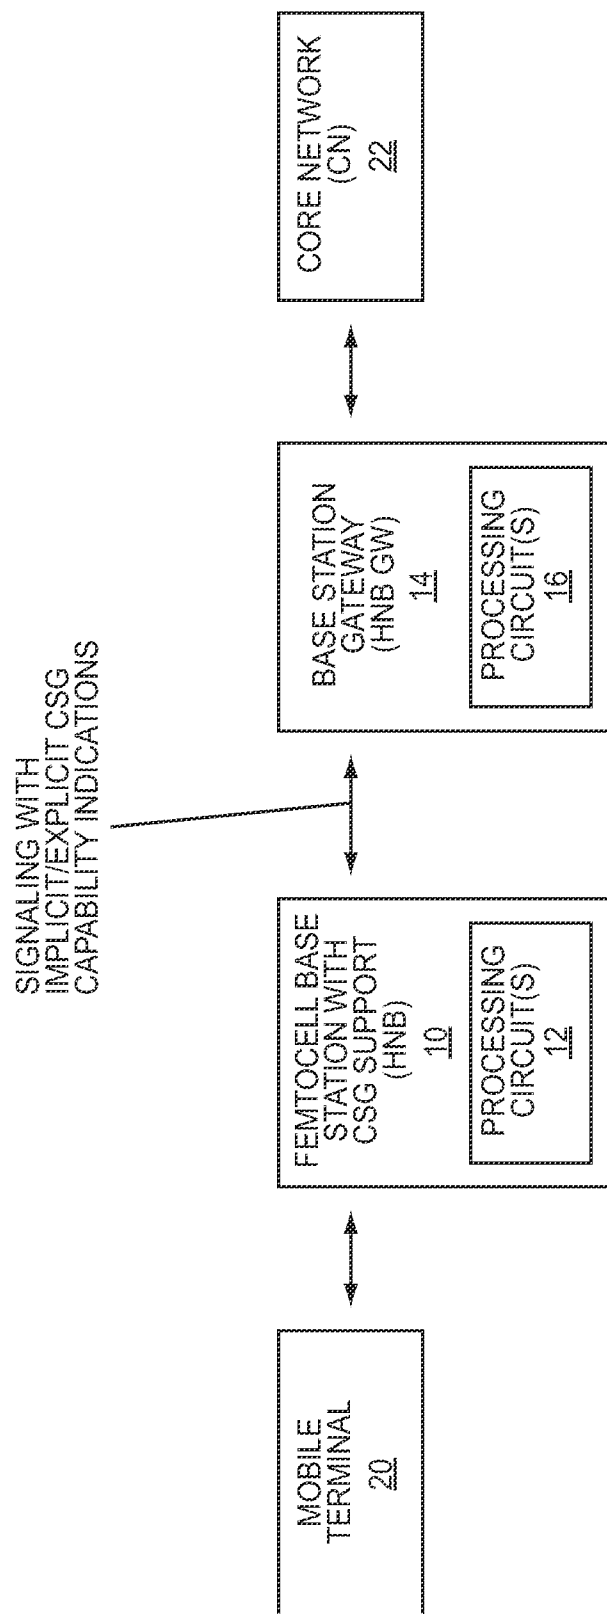 SIGNALING WITH
IMPLICIT/EXPLICIT CSG
CAPABILITY INDICATIONS
MOBILE
TERMINAL
20
FEMTOCELL BASE
STATION WITH
CSG SUPPORT
(HNB)
10
PROCESSING
CIRCUIT(S)
12
BASE STATION
GATEWAY
(HNB GW)
14
PROCESSING
CIRCUIT(S)
16
CORE NETWORK
(CN)
22